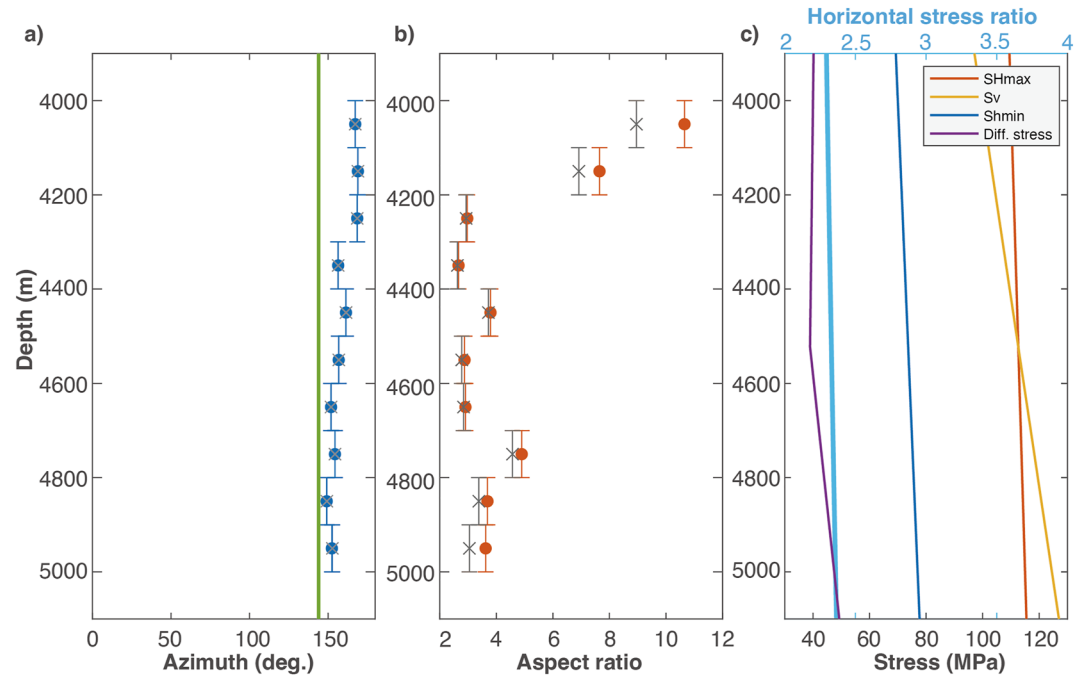 Horizontal stress ratio
a)
b)
c)
2 2.5 3 3.5 4
SHmax
Sv
Shmin
Diff. stress
Depth (m)
4000
4200
4400
4600
4800
5000
4000
4200
4400
4600
4800
5000
4000
4200
4400
4600
4800
5000
0 50 100 150
2 4 6 8 10 12
40 60 80 100 120
Azimuth (deg.)
Aspect ratio
Stress (MPa)